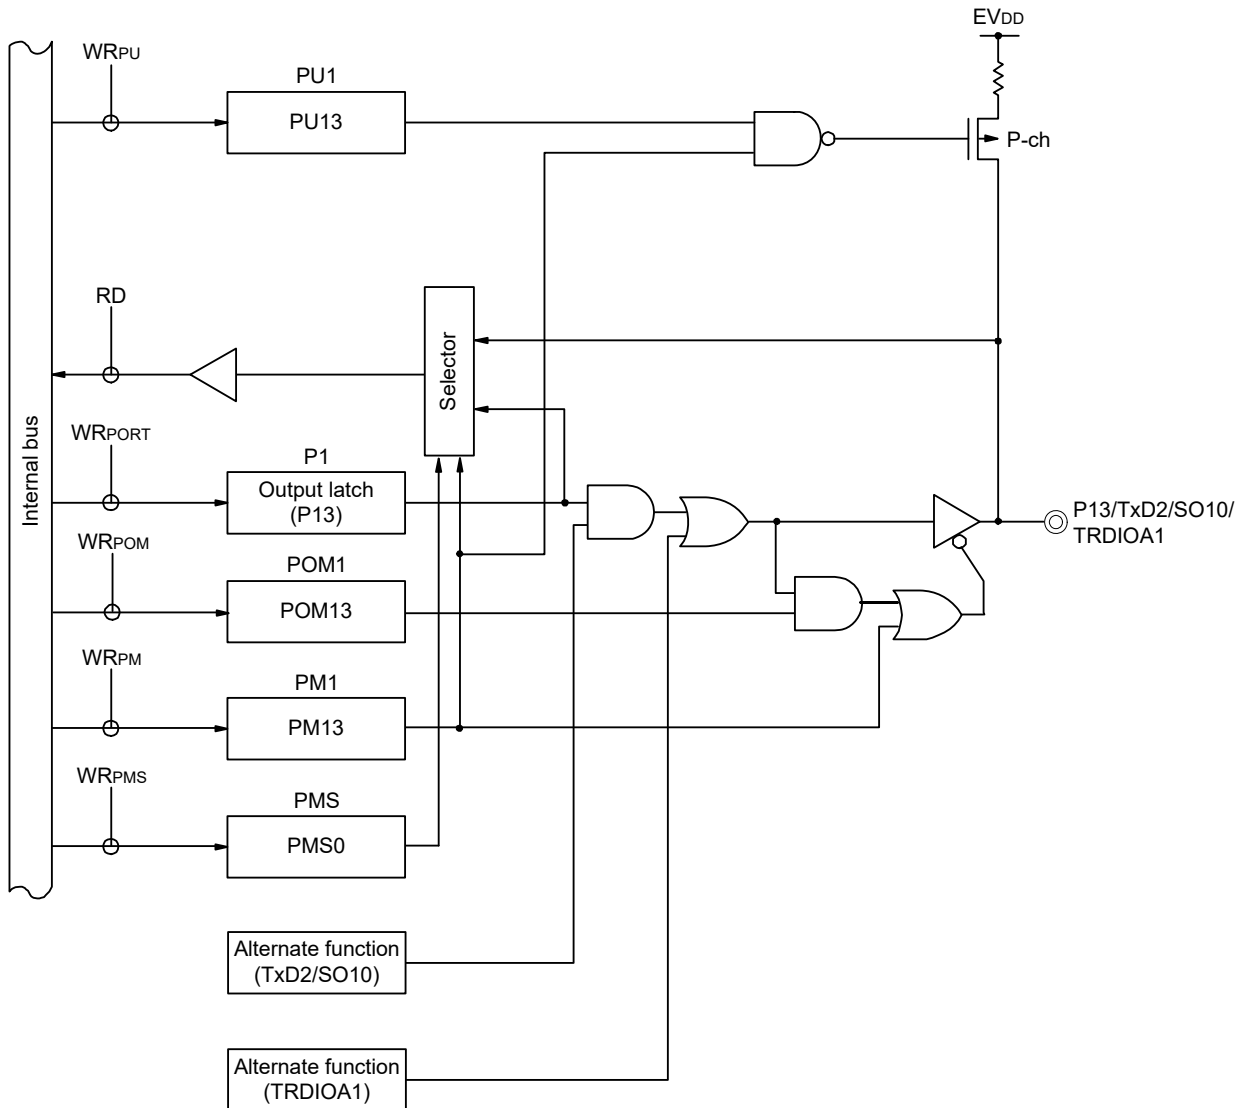 EVDD
WRPU
PU1
PU13
P-ch
RD
Selector
Internal bus
WRPORT
P1
Output latch
(P13)
P13/TxD2/SO10/
TRDIOA1
WRPOM
POM1
POM13
WRPM
PM1
PM13
WRPMS
PMS
PMS0
Alternate function
(TxD2/SO10)
Alternate function
(TRDIOA1)